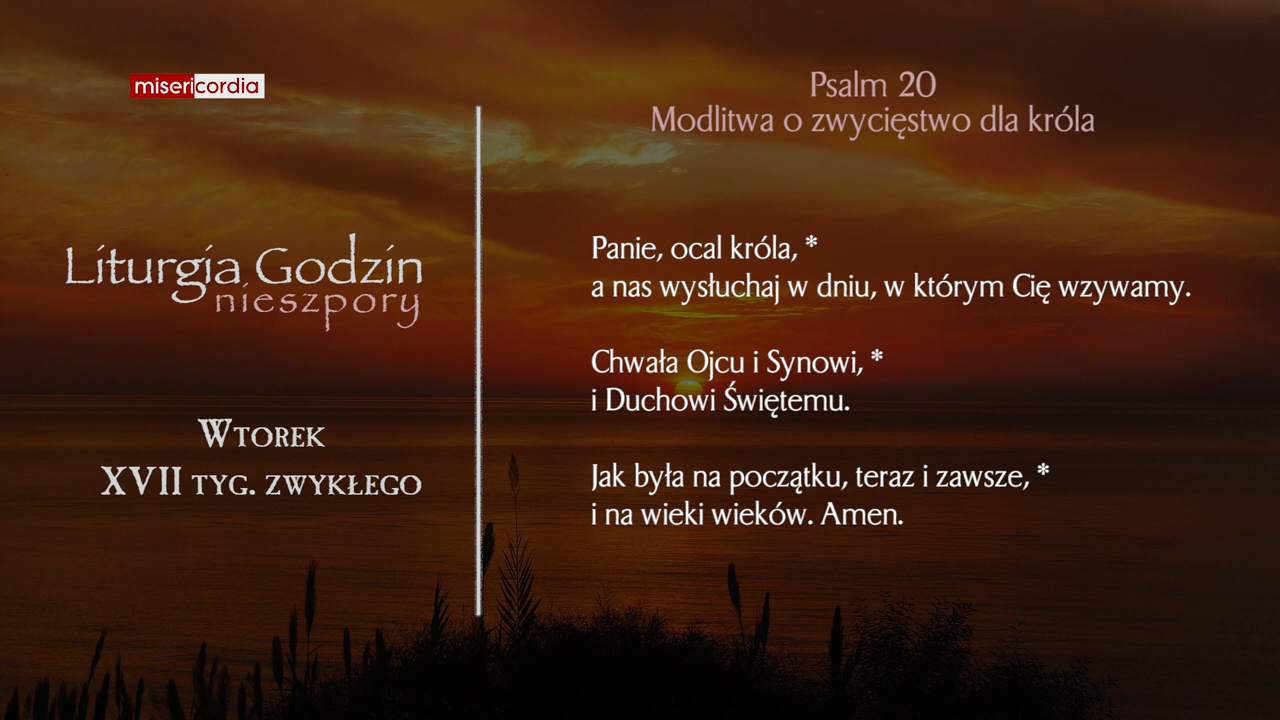 misericordia
Liturgia Godzin
nieszpory
Wtorek
XVII tyg. zwykłego
Psalm 20
Modlitwa o zwycięstwo dla króla
Panie, ocal króla, *
a nas wysłuchaj w dniu, w którym Cię wzywamy.
Chwała Ojcu i Synowi, *
i Duchowi Świętemu.
Jak była na początku, teraz i zawsze, *
i na wieki wieków. Amen.